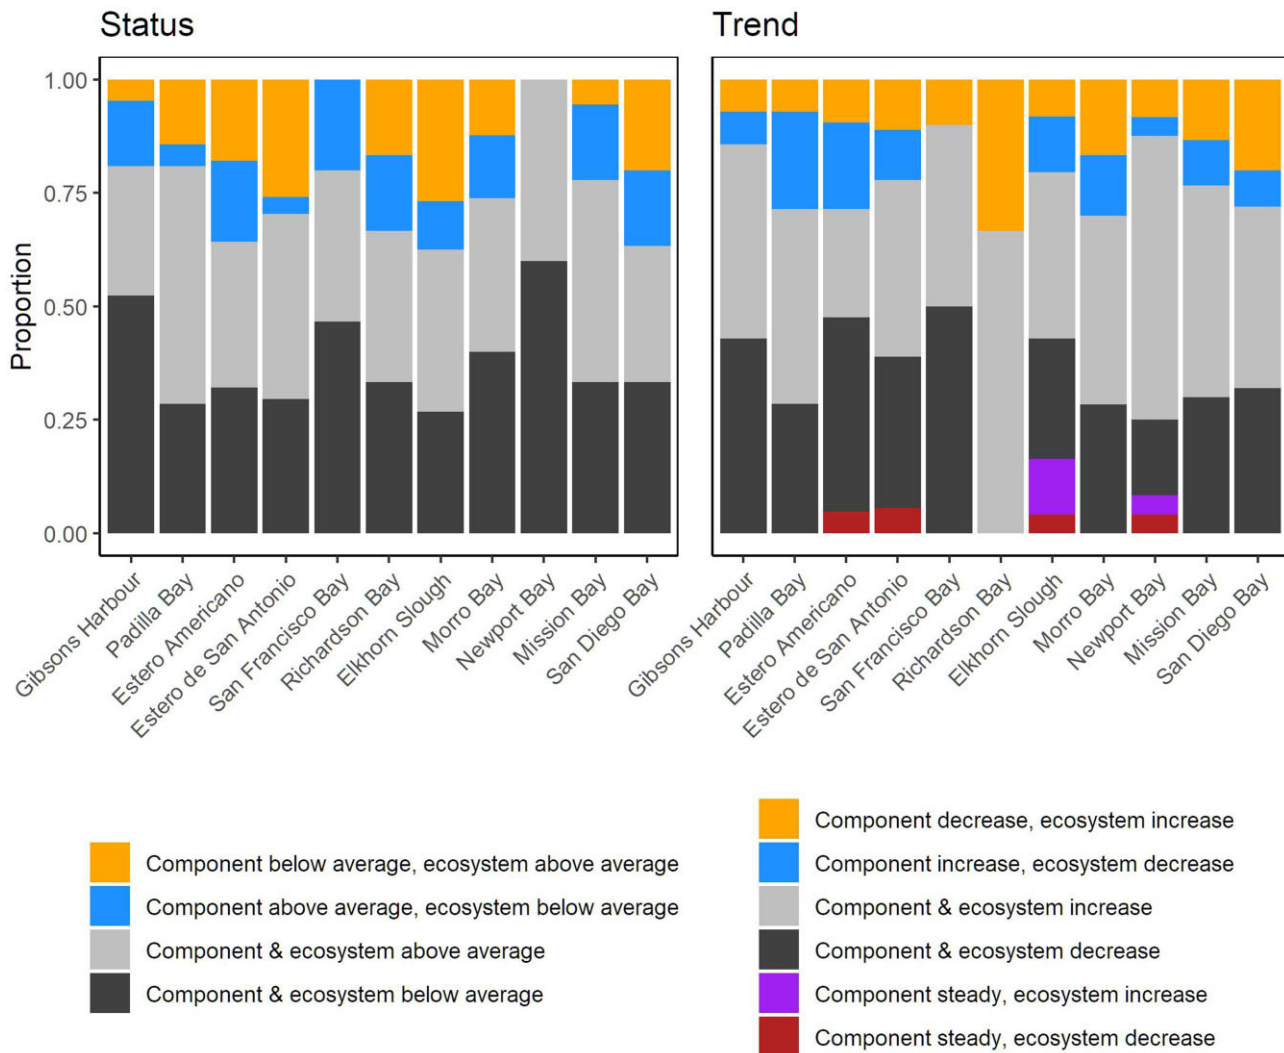 Status
Trend
Proportion
1.00
0.75
0.50
0.25
0.00
Gibsons Harbour
Padilla Bay
Estero Americano
Estero de San Antonio
San Francisco Bay
Richardson Bay
Elkhorn Slough
Morro Bay
Newport Bay
Mission Bay
San Diego Bay
Gibsons Harbour
Padilla Bay
Estero Americano
Estero de San Antonio
San Francisco Bay
Richardson Bay
Elkhorn Slough
Morro Bay
Newport Bay
Mission Bay
San Diego Bay
Component below average, ecosystem above average
Component above average, ecosystem below average
Component & ecosystem above average
Component & ecosystem below average
Component decrease, ecosystem increase
Component increase, ecosystem decrease
Component & ecosystem increase
Component & ecosystem decrease
Component steady, ecosystem increase
Component steady, ecosystem decrease